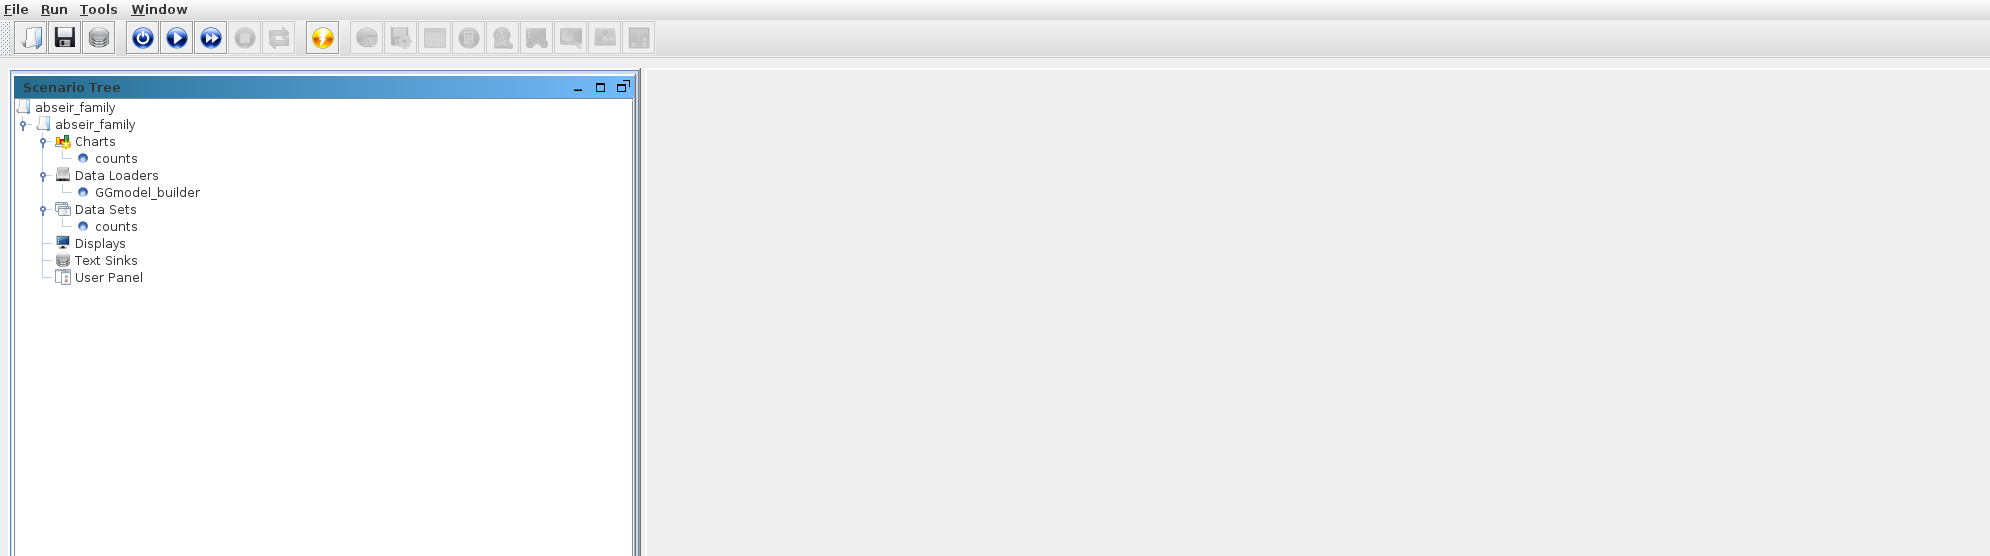 File Run Tools Window
Scenario Tree
abseir_family
abseir_family
Charts
counts
Data Loaders
GGmodel_builder
Data Sets
counts
Displays
Text Sinks
User Panel